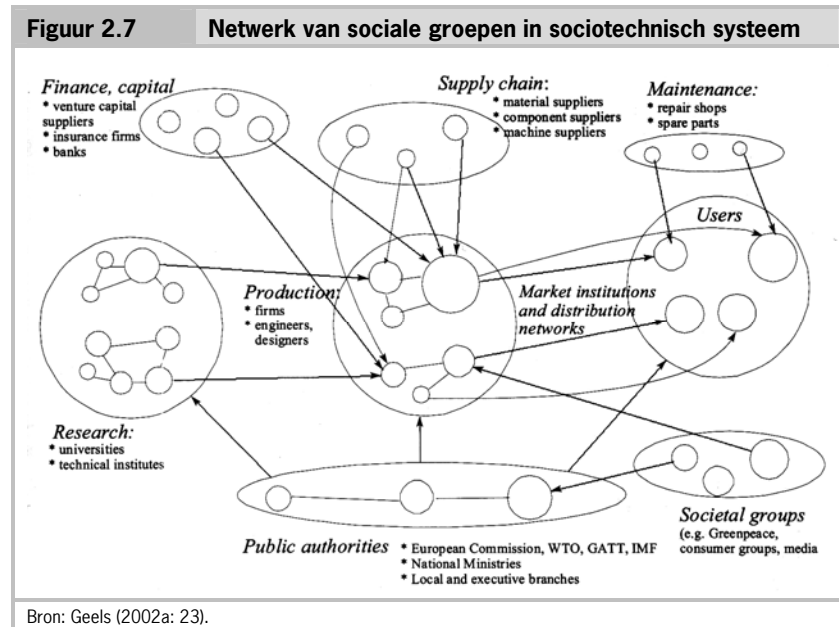 Figuur 2.7 Netwerk van sociale groepen in sociotechnisch systeem
Finance, capital
* venture capital
suppliers
* insurance firms
* banks
Supply chain:
* material suppliers
* component suppliers
* machine suppliers
Maintenance:
* repair shops
* spare parts
Users
Production:
* firms
* engineers,
designers
Market institutions
and distribution
networks
Research:
* universities
* technical institutes
Public authorities
* European Commission, WTO, GATT, IMF
* National Ministries
* Local and executive branches
Societal groups
(e.g. Greenpeace,
consumer groups, media
Bron: Geels (2002a: 23).